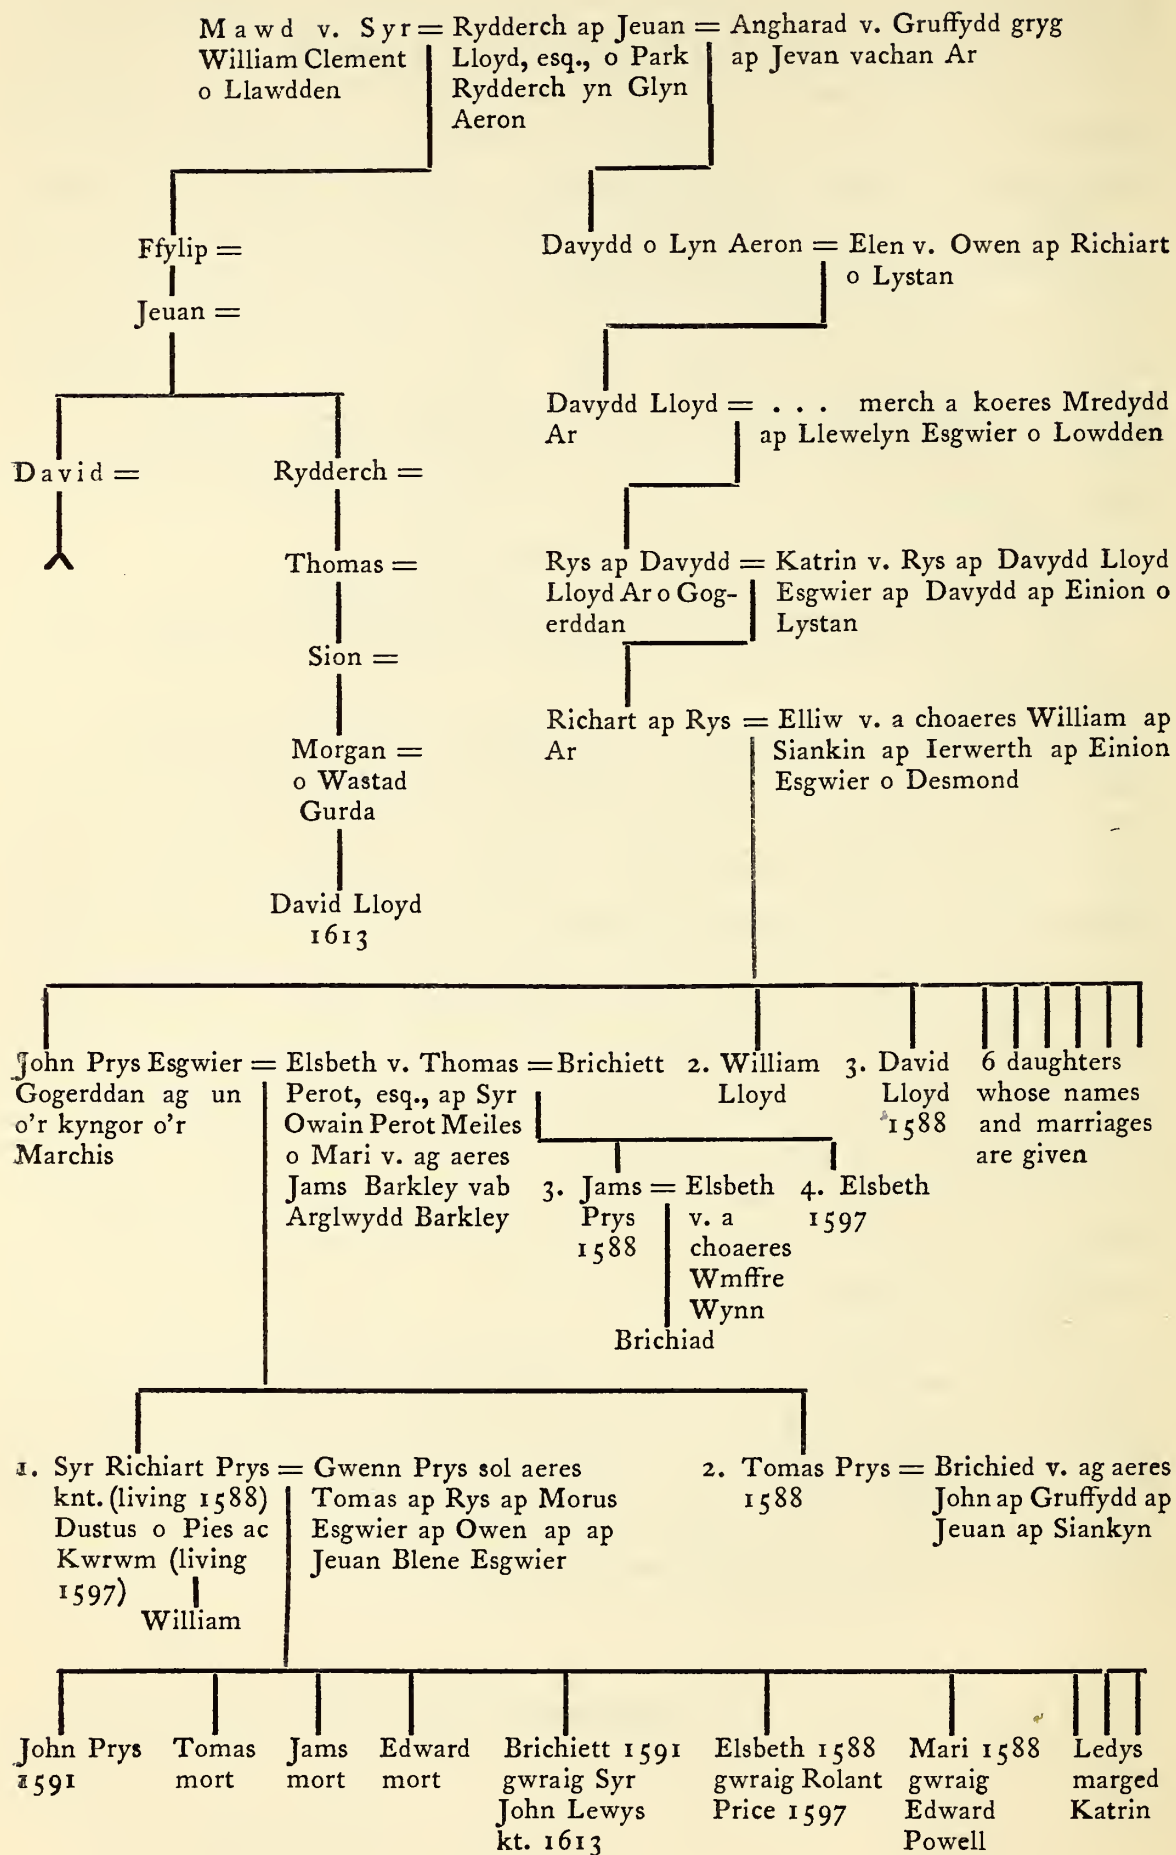 Mawd v. Syr = Rydderch ap Jeuan = Angharad v. Gruffydd gryg
William Clement Lloyd, esq., o Park ap Jevan vachan Ar
o Llawdden Rydderch yn Glyn
Aeron
Ffylip =
Davydd o Lyn Aeron = Elen v. Owen ap Richiart
o Lystan
Jeuan =
Davydd Lloyd = . . . merch a koeres Mredydd
Ar ap Llewelyn Esgwier o Lowdden
David = Rydderch =
Thomas =
Rys ap Davydd = Katrin v. Rys ap Davydd Lloyd
Lloyd Ar o Gog- Esgwier ap Davydd ap Einion o
erddan Lystan
Sion =
Richart ap Rys = Elliw v. a choaeres William ap
Ar Siankin ap Ierwerth ap Einion
Esgwier o Desmond
Morgan =
o Wastad
Gurda
David Lloyd
1613
John Prys Esgwier = Elsbeth v. Thomas = Brichiett 2. William 3. David 6 daughters
Gogerddan ag un Perot, esq., ap Syr Lloyd Lloyd whose names
o'r kyngor o'r Owain Perot Meiles 1588 and marriages
Marchis o Mari v. ag aeres are given
Jams Barkley vab 3. Jams = Elsbeth 4. Elsbeth
Arglwydd Barkley Prys v. a 1597
1588 choaeres
Wmffre
Wynn
Brichiad
1. Syr Richiart Prys = Gwenn Prys sol aeres 2. Tomas Prys = Brichied v. ag aeres
knt. (living 1588) Tomas ap Rys ap Morus 1588 John ap Gruffydd ap
Dustus o Pies ac Esgwier ap Owen ap ap Jeuan ap Siankyn
Kwrwm (living Jeuan Blene Esgwier
1597)
William
John Prys Tomas Jams Edward Brichiett 1591 Elsbeth 1588 Mari 1588 Ledys
1591 mort mort mort gwraig Syr gwraig Rolant gwraig marged
John Lewys Price 1597 Edward Katrin
kt. 1613 Powell